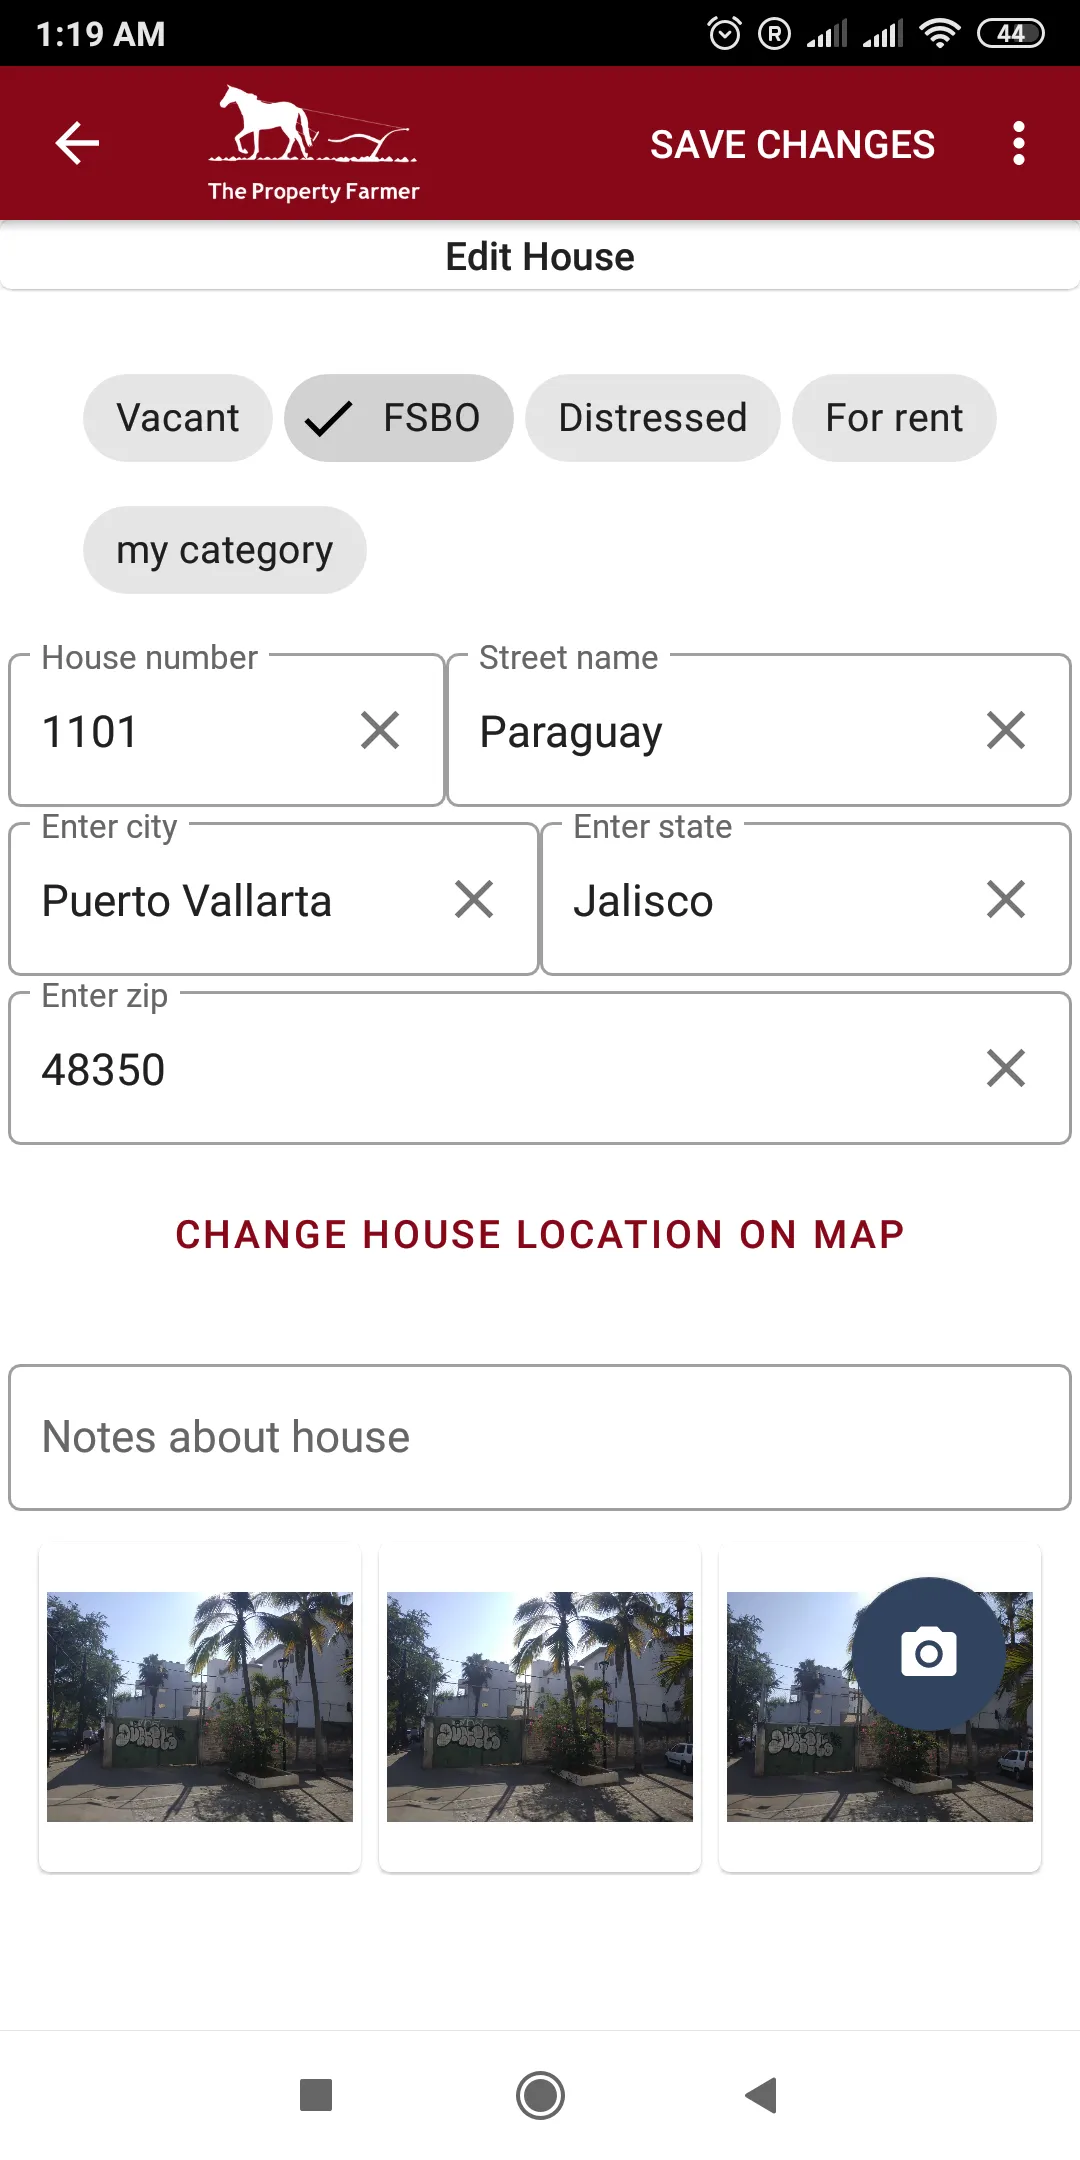 1:19 AM
R
44
The Property Farmer
SAVE CHANGES
Edit House
Vacant
FSBO
Distressed
For rent
my category
House number
Street name
1101
Paraguay
Enter city
Enter state
Puerto Vallarta
Jalisco
Enter zip
48350
CHANGE HOUSE LOCATION ON MAP
Notes about house